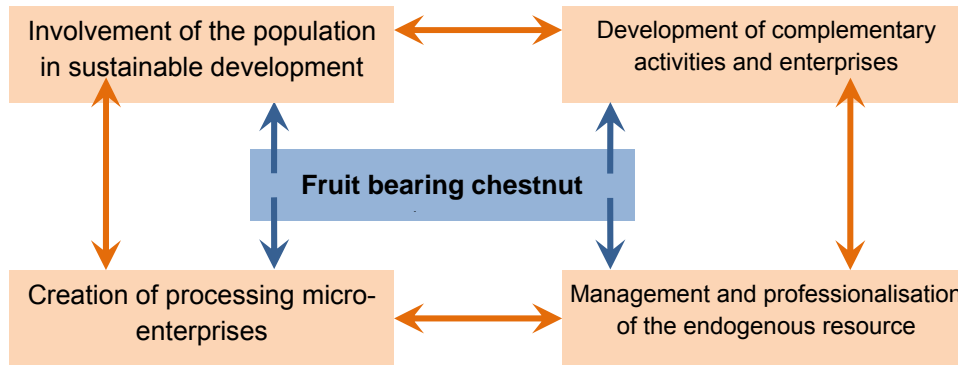 Involvement of the population
in sustainable development
Development of complementary
activities and enterprises
Fruit bearing chestnut
Creation of processing micro-
enterprises
Management and professionalisation
of the endogenous resource